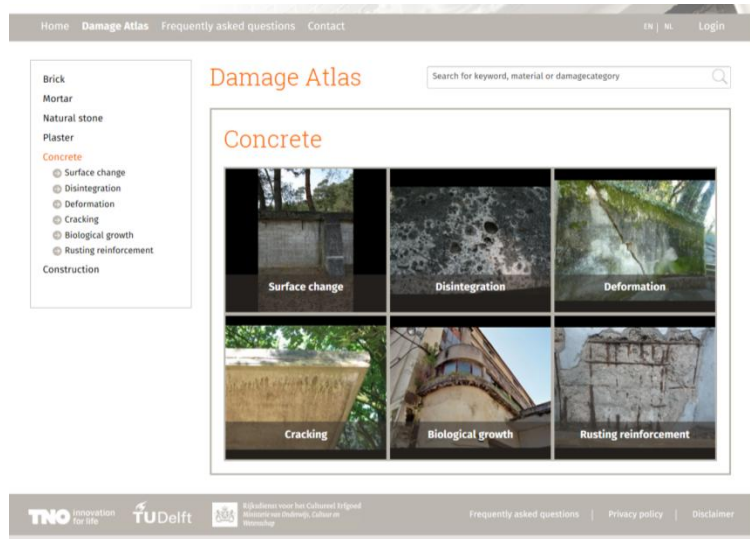 Home Damage Atlas Frequently asked questions Contact EN | NL Login
Brick
Mortar
Natural stone
Plaster
Concrete
Surface change
Disintegration
Deformation
Cracking
Biological growth
Rusting reinforcement
Construction
Damage Atlas
Search for keyword, material or damagecategory
Concrete
Surface change Disintegration Deformation
Cracking Biological growth Rusting reinforcement
TNO innovation
for life
TUDelft
Rijksdienst voor het Cultureel Erfgoed
Ministerie van Onderwijs, Cultuur en
Wetenschap
Frequently asked questions | Privacy policy | Disclaimer